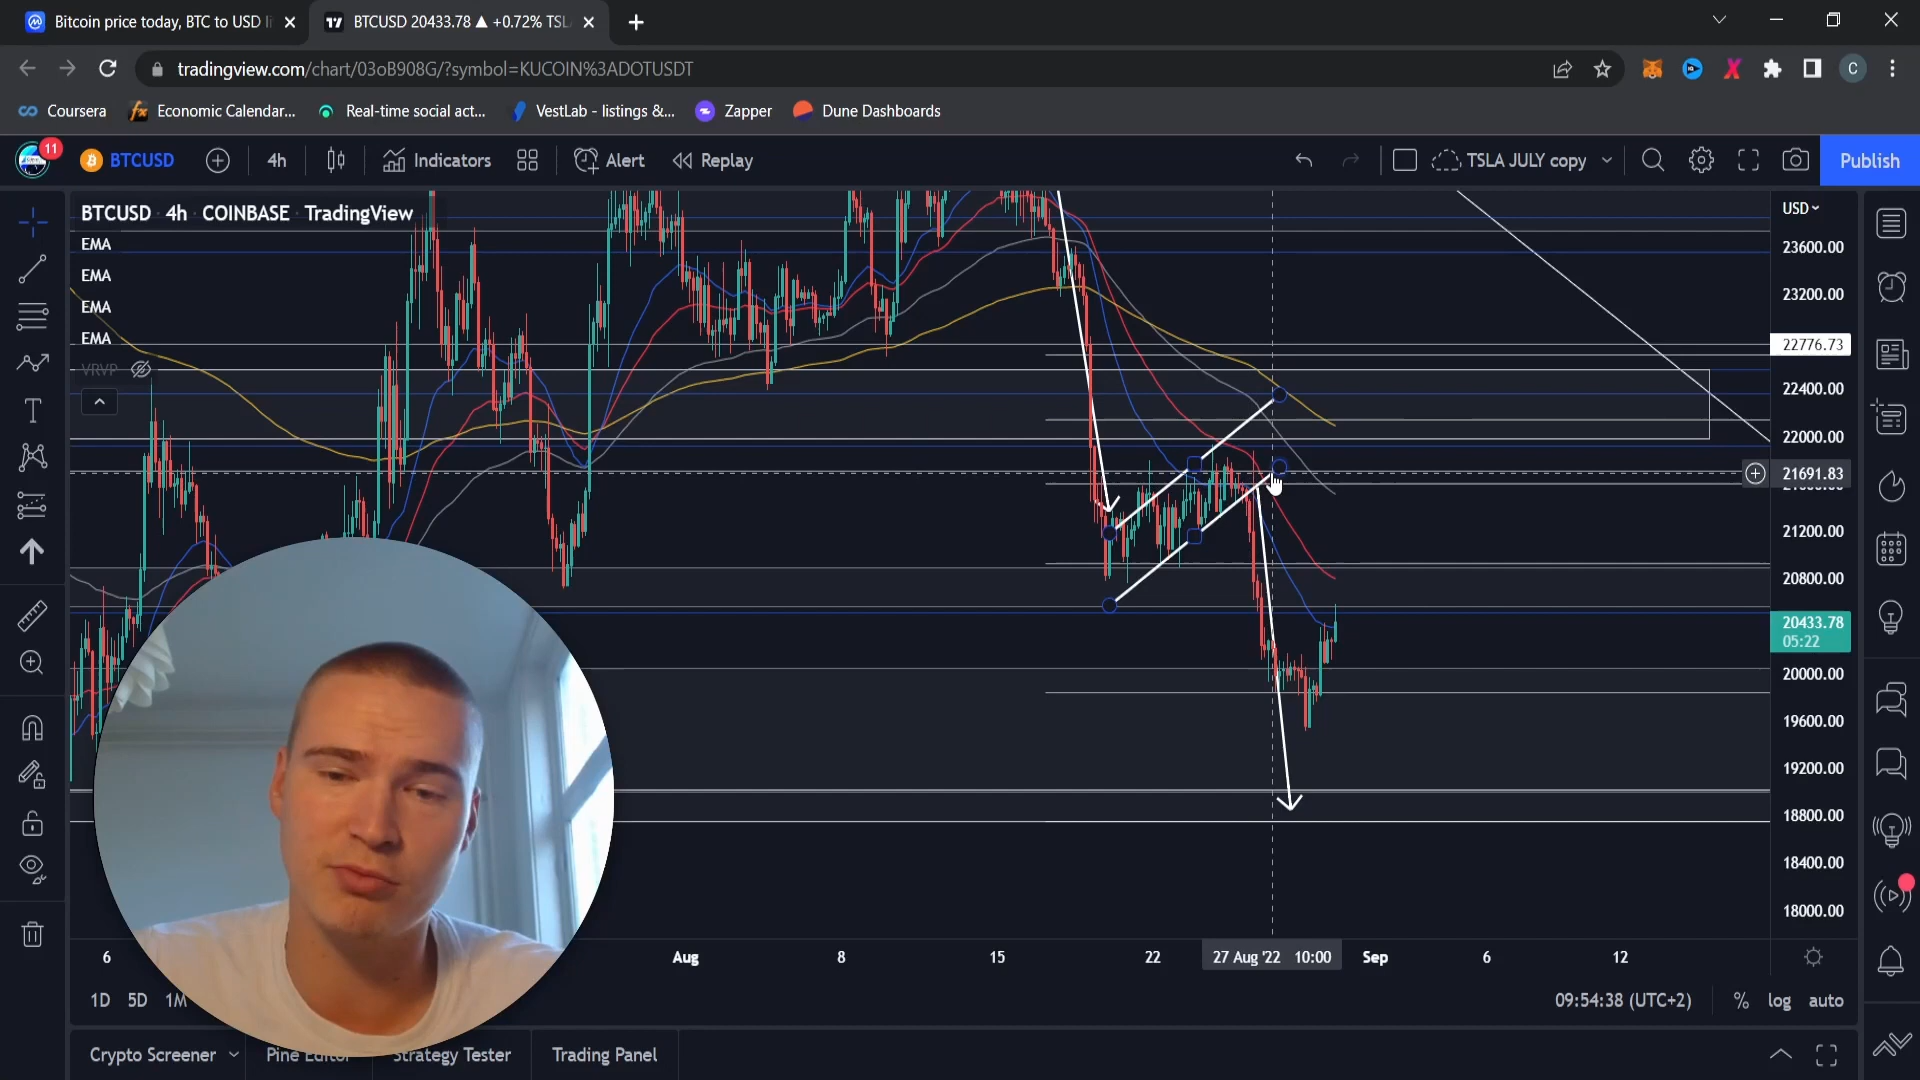 Bitcoin price today, BTC to USD li
BTCUSD 20433.78 ▲ +0.72% TSL
tradingview.com/chart/03oB908G/?symbol=KUCOIN%3ADOTUSDT
C
Coursera
Economic Calendar...
Real-time social act...
VestLab - listings &...
Zapper
Dune Dashboards
11
BTCUSD
4h
Indicators
Alert
Replay
TSLA JULY copy
Publish
BTCUSD · 4h · COINBASE · TradingView
EMA
EMA
EMA
EMA
VRVP
USD
23600.00
23200.00
22776.73
22400.00
22000.00
21691.83
21200.00
20800.00
20433.78
05:22
20000.00
19600.00
19200.00
18800.00
18400.00
18000.00
6
Aug
8
15
22
27 Aug '22 10:00
Sep
6
12
1D
5D
1M
09:54:38 (UTC+2)
%
log
auto
Crypto Screener
Pine Editor
Strategy Tester
Trading Panel